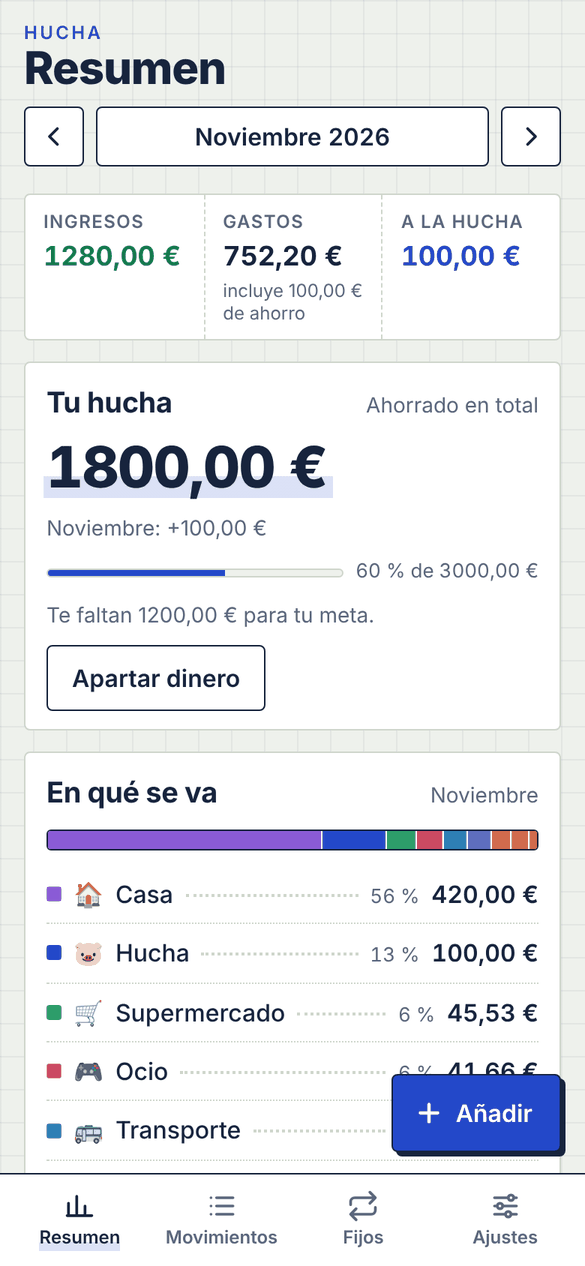 HUCHA
Resumen
Noviembre 2026
INGRESOS
1280,00 €
GASTOS
752,20 €
incluye 100,00 €
de ahorro
A LA HUCHA
100,00 €
Tu hucha
Ahorrado en total
1800,00 €
Noviembre: +100,00 €
60 % de 3000,00 €
Te faltan 1200,00 € para tu meta.
Apartar dinero
En qué se va
Noviembre
Casa 56 % 420,00 €
Hucha 13 % 100,00 €
Supermercado 6 % 45,53 €
Ocio 6 % 41,66 €
Transporte
+ Añadir
Resumen
Movimientos
Fijos
Ajustes